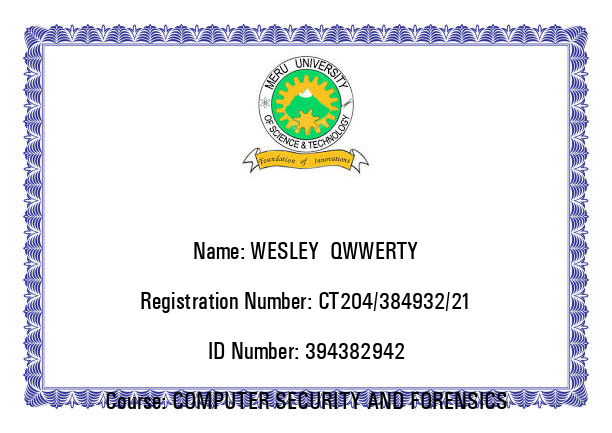 MERU UNIVERSITY
OF SCIENCE & TECHNOLOGY
Foundation of Innovations
Name: WESLEY QWWERTY
Registration Number: CT204/384932/21
ID Number: 394382942
Course: COMPUTER SECURITY AND FORENSICS